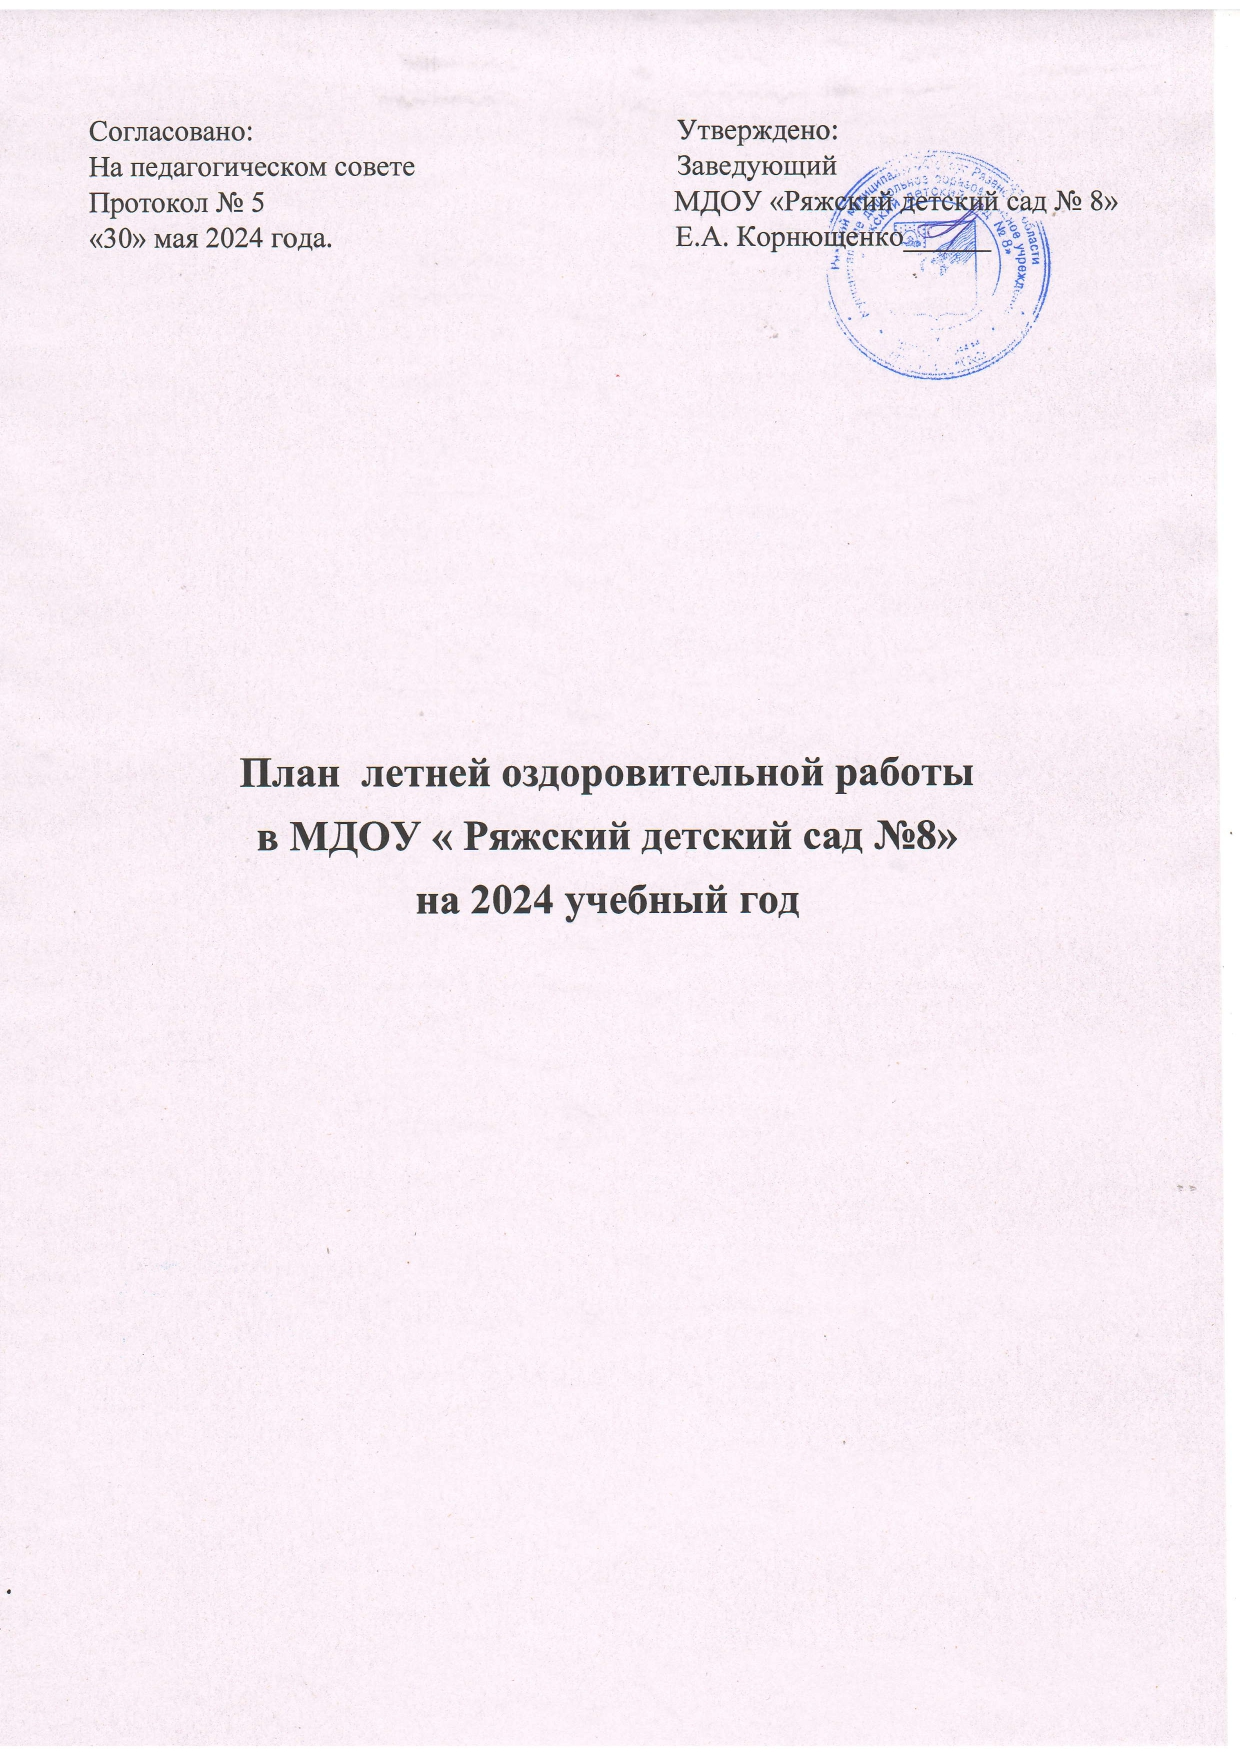 Согласовано:
На педагогическом совете
Протокол № 5
«30» мая 2024 года.
Утверждено:
Заведующий
МДОУ «Ряжский детский сад № 8»
Е.А. Корнющенко______
План  летней оздоровительной работы
в МДОУ « Ряжский детский сад №8»
на 2024 учебный год